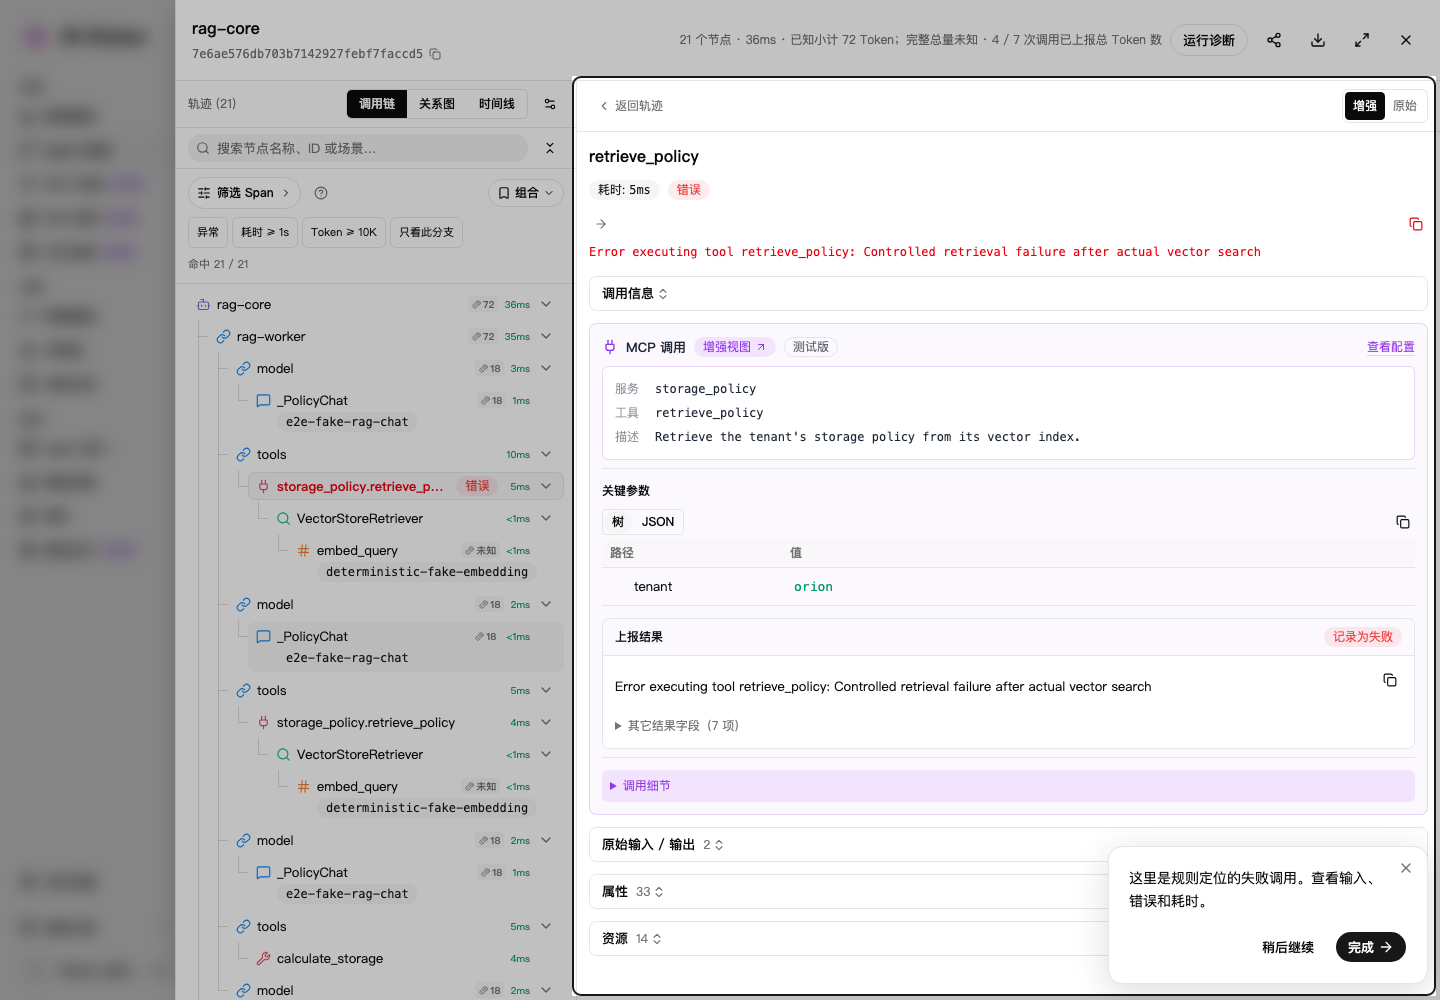 rag-core
7e6ae576db703b7142927febf7faccd5
21 个节点 · 36ms · 已知小计 72 Token；完整总量未知 · 4 / 7 次调用已上报总 Token 数
运行诊断
轨迹 (21)
调用链
关系图
时间线
搜索节点名称、ID 或场景...
筛选 Span
组合
异常
耗时 ≥ 1s
Token ≥ 10K
只看此分支
命中 21 / 21
rag-core 72 36ms
rag-worker 72 35ms
model 18 3ms
_PolicyChat 18 1ms
e2e-fake-rag-chat
tools 10ms
storage_policy.retrieve_p... 错误 5ms
VectorStoreRetriever <1ms
embed_query 未知 <1ms
deterministic-fake-embedding
model 18 2ms
_PolicyChat 18 <1ms
e2e-fake-rag-chat
tools 5ms
storage_policy.retrieve_policy 4ms
VectorStoreRetriever <1ms
embed_query 未知 <1ms
deterministic-fake-embedding
model 18 2ms
_PolicyChat 18 1ms
e2e-fake-rag-chat
tools 5ms
calculate_storage 4ms
model 18 2ms
返回轨迹
增强
原始
retrieve_policy
耗时: 5ms
错误
Error executing tool retrieve_policy: Controlled retrieval failure after actual vector search
调用信息
MCP 调用
增强视图
测试版
查看配置
服务 storage_policy
工具 retrieve_policy
描述 Retrieve the tenant's storage policy from its vector index.
关键参数
树
JSON
路径 值
tenant orion
上报结果
记录为失败
Error executing tool retrieve_policy: Controlled retrieval failure after actual vector search
其它结果字段（7 项）
调用细节
原始输入 / 输出 2
属性 33
资源 14
这里是规则定位的失败调用。查看输入、
错误和耗时。
稍后继续
完成